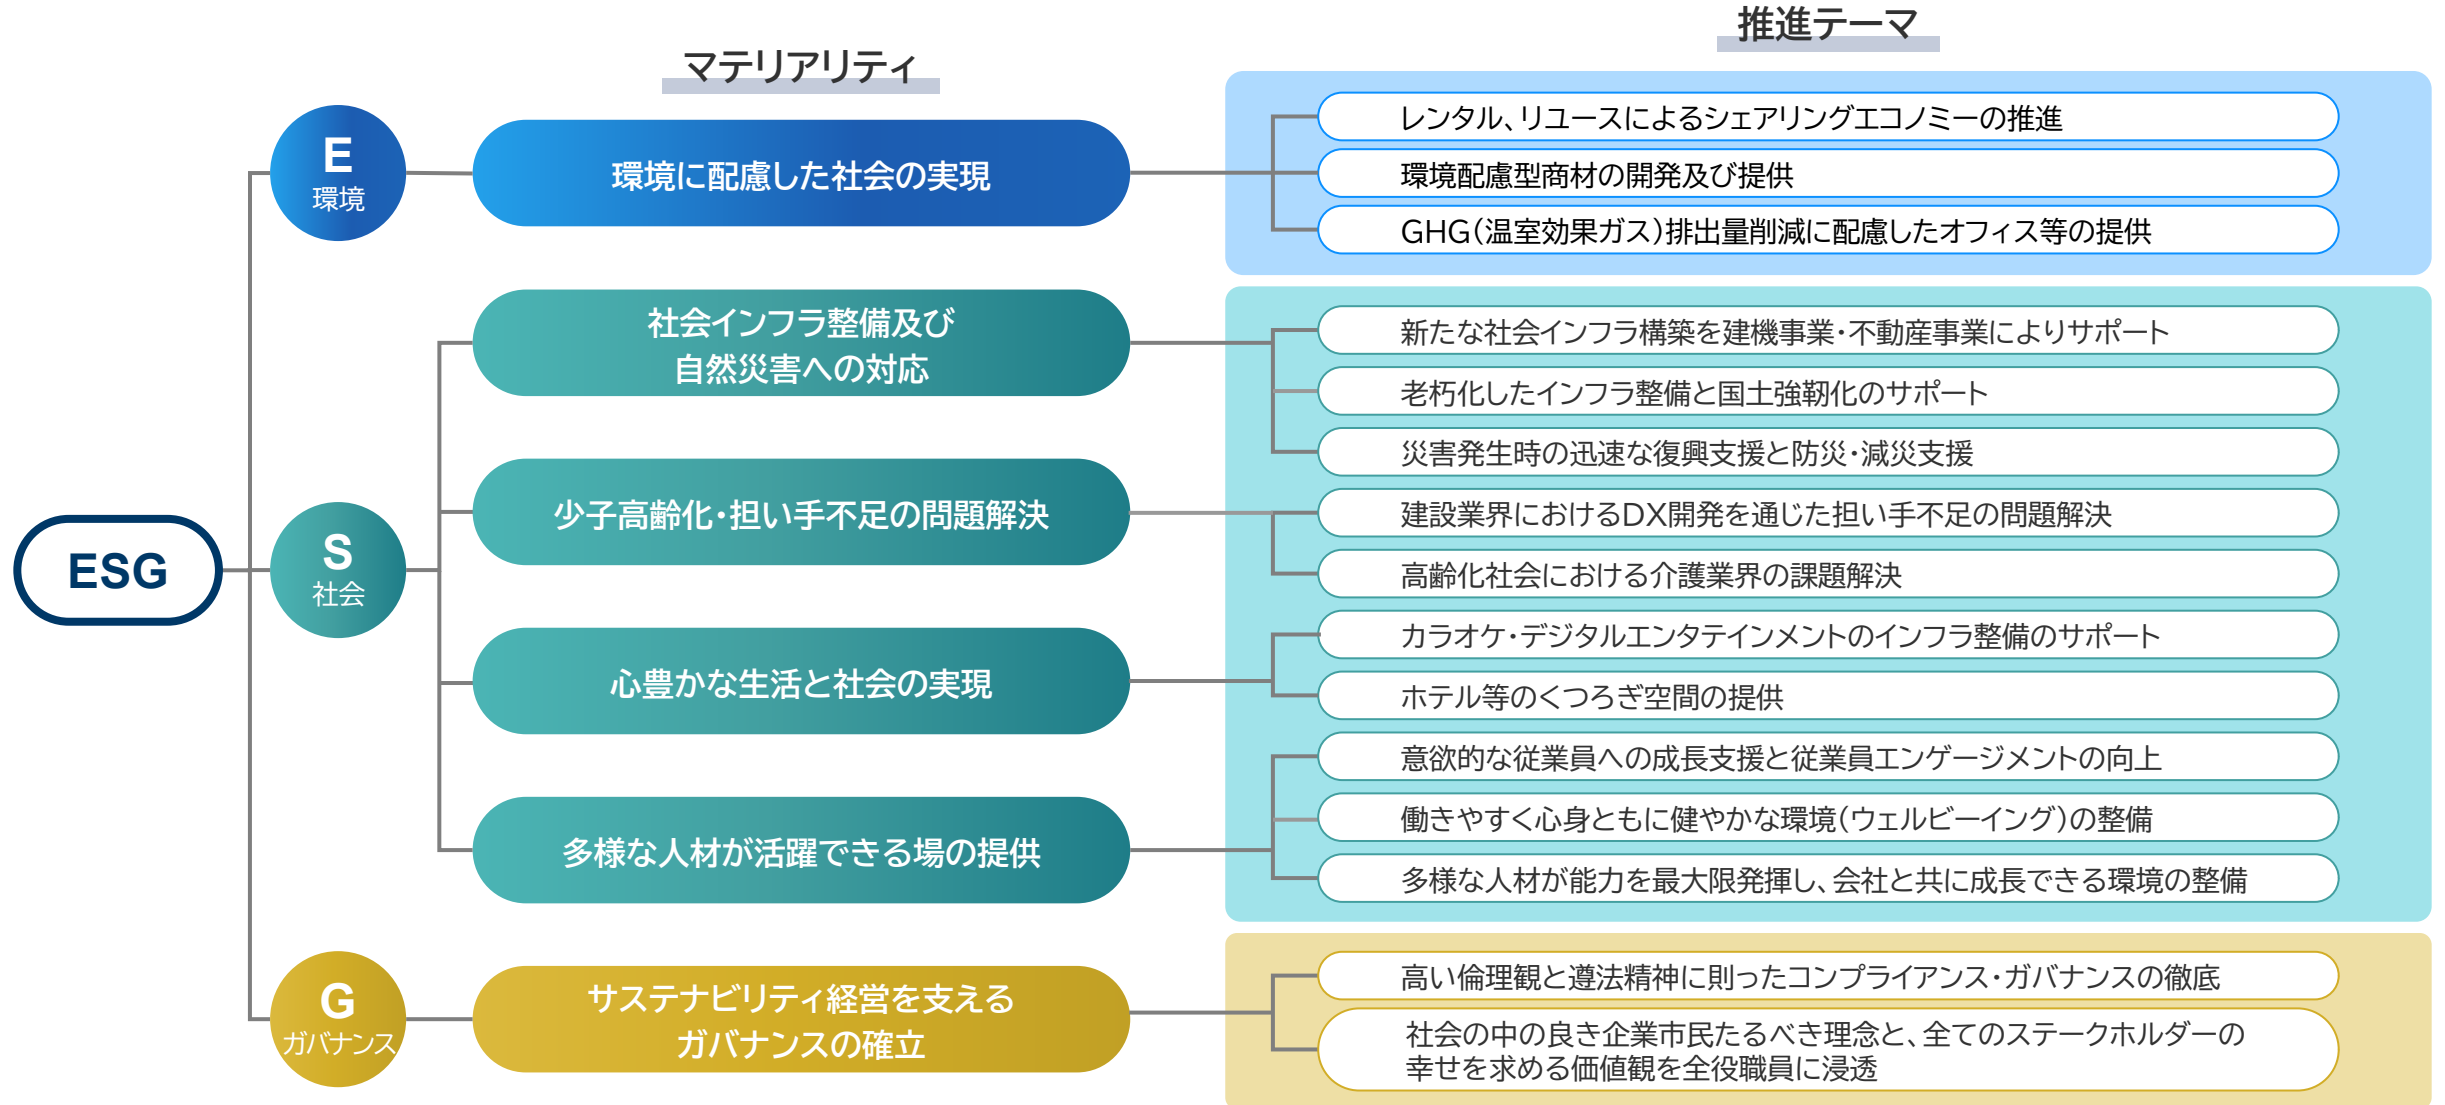 マテリアリティ
推進テーマ
ESG
E
環境
環境に配慮した社会の実現
レンタル、リユースによるシェアリングエコノミーの推進
環境配慮型商材の開発及び提供
GHG（温室効果ガス）排出量削減に配慮したオフィス等の提供
S
社会
社会インフラ整備及び
自然災害への対応
新たな社会インフラ構築を建機事業・不動産事業によりサポート
老朽化したインフラ整備と国土強靭化のサポート
災害発生時の迅速な復興支援と防災・減災支援
少子高齢化・担い手不足の問題解決
建設業界におけるDX開発を通じた担い手不足の問題解決
高齢化社会における介護業界の課題解決
心豊かな生活と社会の実現
カラオケ・デジタルエンタテインメントのインフラ整備のサポート
ホテル等のくつろぎ空間の提供
多様な人材が活躍できる場の提供
意欲的な従業員への成長支援と従業員エンゲージメントの向上
働きやすく心身ともに健やかな環境（ウェルビーイング）の整備
多様な人材が能力を最大限発揮し、会社と共に成長できる環境の整備
G
ガバナンス
サステナビリティ経営を支える
ガバナンスの確立
高い倫理観と遵法精神に則ったコンプライアンス・ガバナンスの徹底
社会の中の良き企業市民たるべき理念と、全てのステークホルダーの
幸せを求める価値観を全役職員に浸透